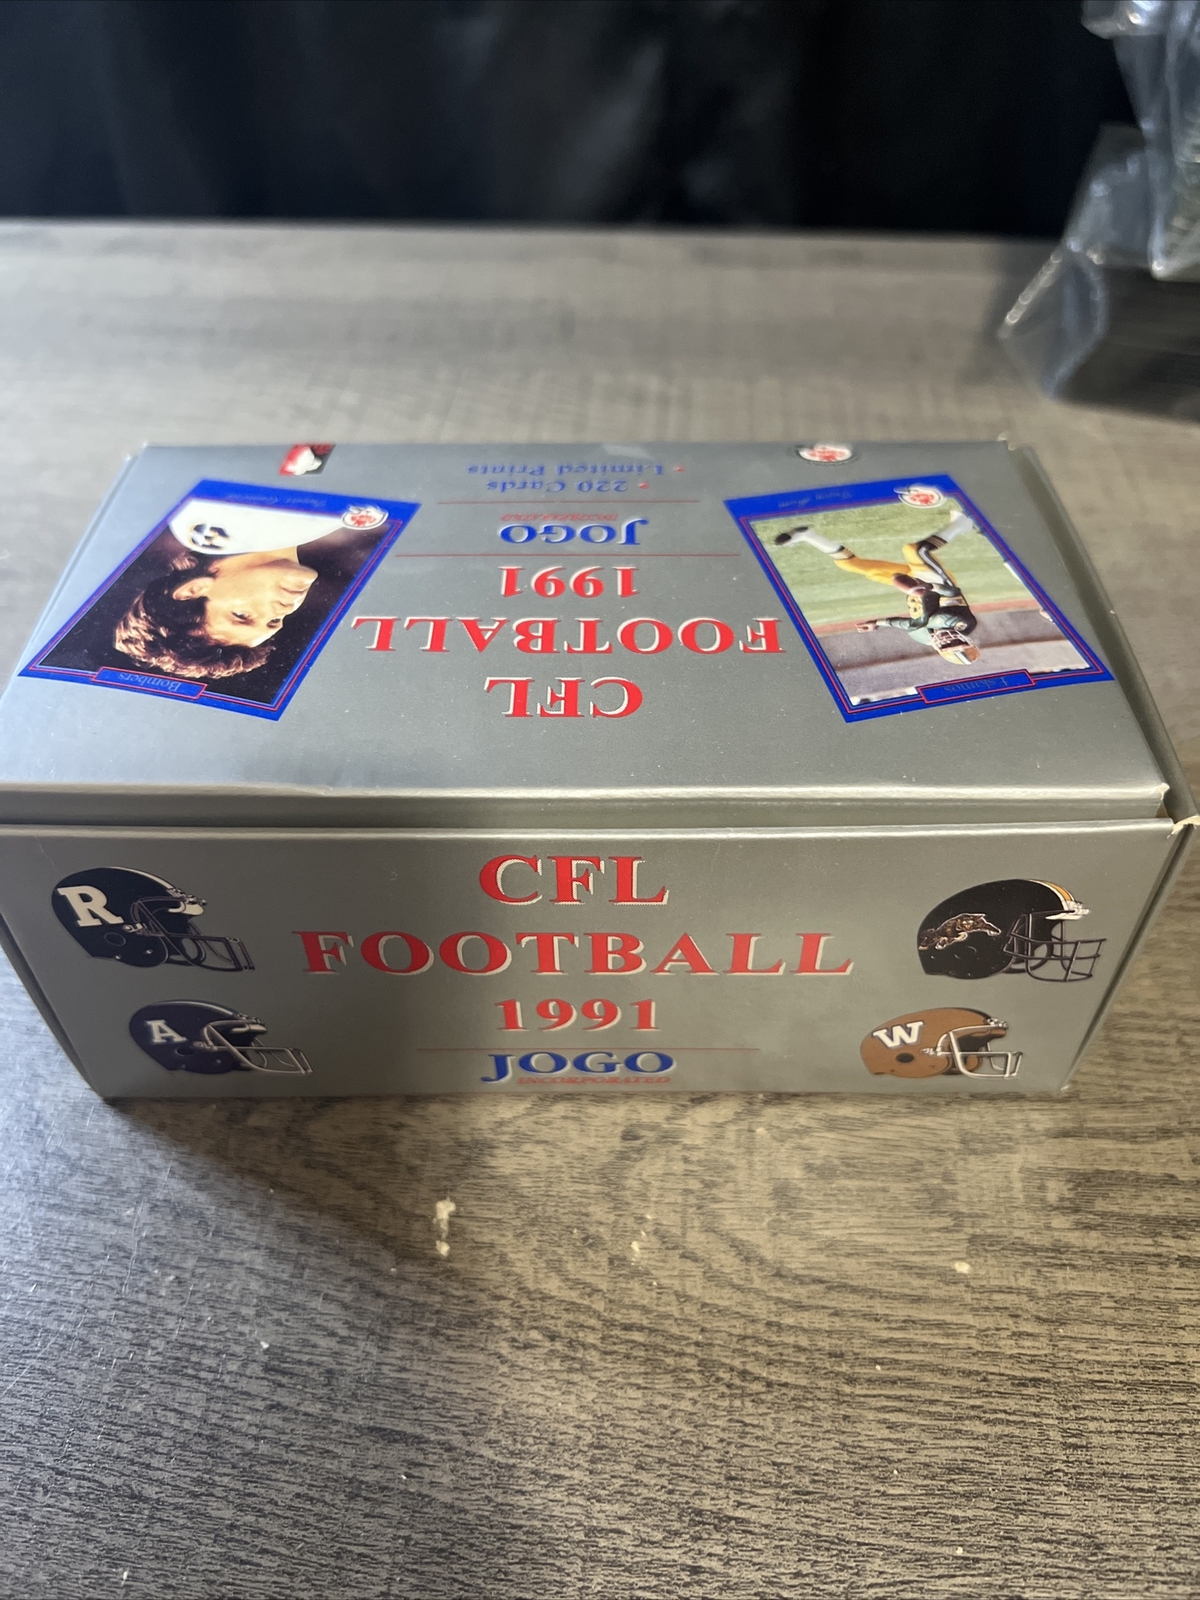 CFL
FOOTBALL
1991
JOGO
INCORPORATED
• 220 Cards
• Limited Prints
Eskimos
Bombers
CFL
FOOTBALL
1991
JOGO
INCORPORATED
R
A
W